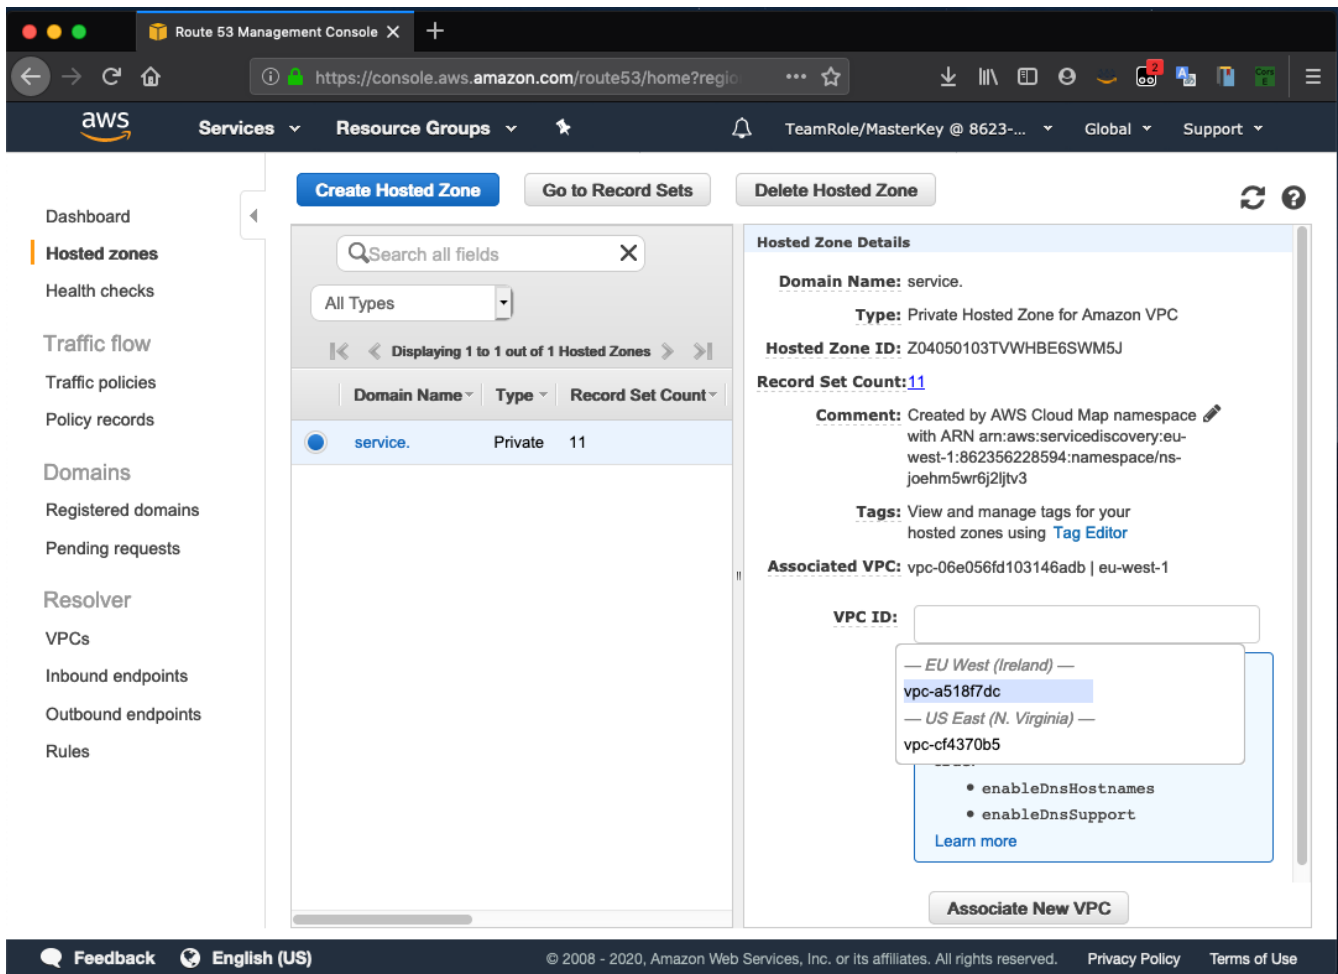 Route 53 Management Console
https://console.aws.amazon.com/route53/home?regio
2
aws
Services
Resource Groups
TeamRole/MasterKey @ 8623-...
Global
Support
Create Hosted Zone
Go to Record Sets
Delete Hosted Zone
Dashboard
Hosted zones
Health checks
Traffic flow
Traffic policies
Policy records
Domains
Registered domains
Pending requests
Resolver
VPCs
Inbound endpoints
Outbound endpoints
Rules
Search all fields
All Types
Displaying 1 to 1 out of 1 Hosted Zones
Domain Name Type Record Set Count
service. Private 11
Hosted Zone Details
Domain Name: service.
Type: Private Hosted Zone for Amazon VPC
Hosted Zone ID: Z04050103TVWHBE6SWM5J
Record Set Count: 11
Comment: Created by AWS Cloud Map namespace
with ARN arn:aws:servicediscovery:eu-
west-1:862356228594:namespace/ns-
joehm5wr6j2ljtv3
Tags: View and manage tags for your
hosted zones using Tag Editor
Associated VPC: vpc-06e056fd103146adb | eu-west-1
VPC ID:
— EU West (Ireland) —
vpc-a518f7dc
— US East (N. Virginia) —
vpc-cf4370b5
• enableDnsHostnames
• enableDnsSupport
Learn more
Associate New VPC
Feedback
English (US)
© 2008 - 2020, Amazon Web Services, Inc. or its affiliates. All rights reserved.
Privacy Policy
Terms of Use